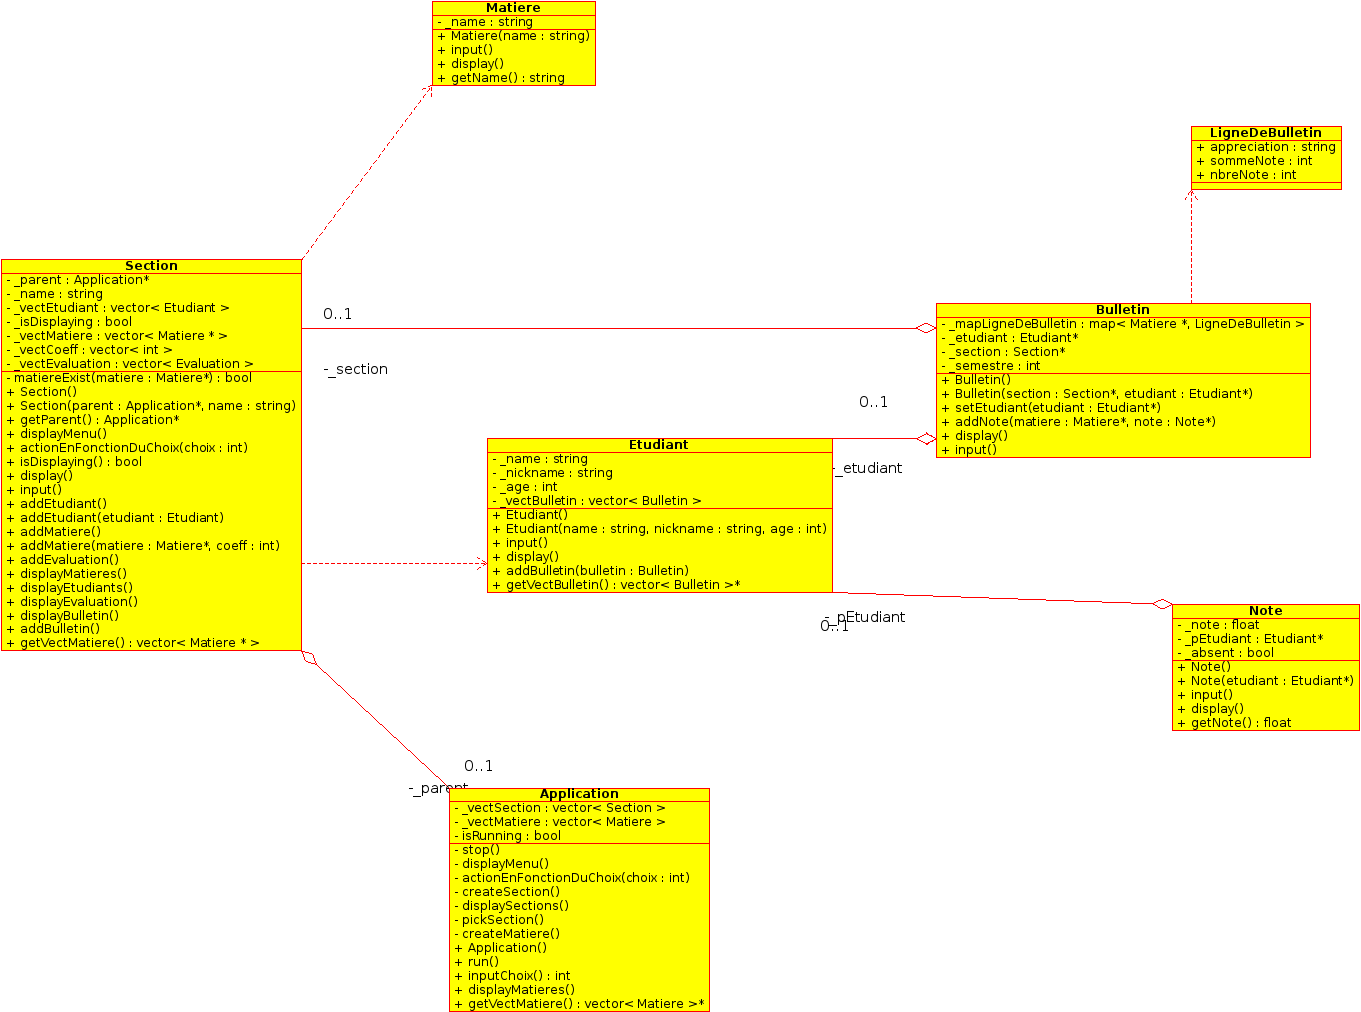 Matiere
- _name : string
+ Matiere(name : string)
+ input()
+ display()
+ getName() : string
LigneDeBulletin
+ appreciation : string
+ sommeNote : int
+ nbreNote : int
Section
- _parent : Application*
- _name : string
- _vectEtudiant : vector< Etudiant >
- _isDisplaying : bool
- _vectMatiere : vector< Matiere * >
- _vectCoeff : vector< int >
- _vectEvaluation : vector< Evaluation >
- matiereExist(matiere : Matiere*) : bool
+ Section()
+ Section(parent : Application*, name : string)
+ getParent() : Application*
+ displayMenu()
+ actionEnFonctionDuChoix(choix : int)
+ isDisplaying() : bool
+ display()
+ input()
+ addEtudiant()
+ addEtudiant(etudiant : Etudiant)
+ addMatiere()
+ addMatiere(matiere : Matiere*, coeff : int)
+ addEvaluation()
+ displayMatieres()
+ displayEtudiants()
+ displayEvaluation()
+ displayBulletin()
+ addBulletin()
+ getVectMatiere() : vector< Matiere * >
0..1
-_section
Bulletin
- _mapLigneDeBulletin : map< Matiere *, LigneDeBulletin >
- _etudiant : Etudiant*
- _section : Section*
- _semestre : int
+ Bulletin()
+ Bulletin(section : Section*, etudiant : Etudiant*)
+ setEtudiant(etudiant : Etudiant*)
+ addNote(matiere : Matiere*, note : Note*)
+ display()
+ input()
0..1
-_etudiant
Etudiant
- _name : string
- _nickname : string
- _age : int
- _vectBulletin : vector< Bulletin >
+ Etudiant()
+ Etudiant(name : string, nickname : string, age : int)
+ input()
+ display()
+ addBulletin(bulletin : Bulletin)
+ getVectBulletin() : vector< Bulletin >*
-_pEtudiant
0..1
Note
- _note : float
- _pEtudiant : Etudiant*
- _absent : bool
+ Note()
+ Note(etudiant : Etudiant*)
+ input()
+ display()
+ getNote() : float
0..1
-_parent
Application
- _vectSection : vector< Section >
- _vectMatiere : vector< Matiere >
- isRunning : bool
- stop()
- displayMenu()
- actionEnFonctionDuChoix(choix : int)
- createSection()
- displaySections()
- pickSection()
- createMatiere()
+ Application()
+ run()
+ inputChoix() : int
+ displayMatieres()
+ getVectMatiere() : vector< Matiere >*